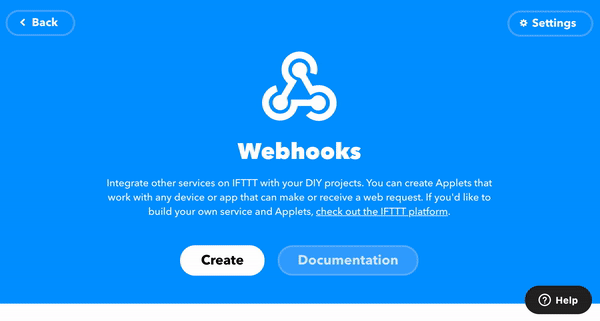 Back
Settings
Webhooks
Integrate other services on IFTTT with your DIY projects. You can create Applets that
work with any device or app that can make or receive a web request. If you'd like to
build your own service and Applets, check out the IFTTT platform.
Create
Documentation
Help